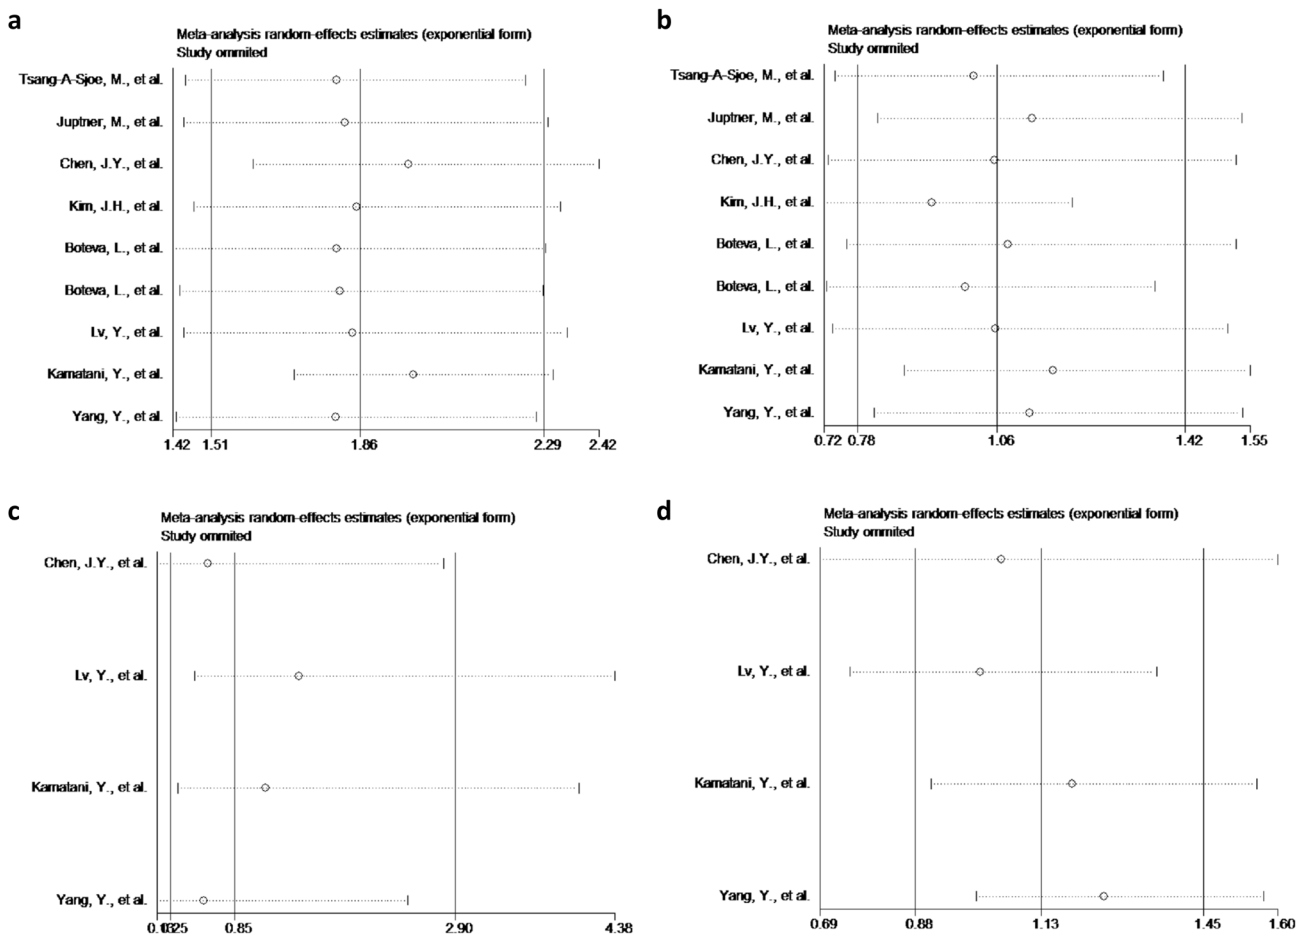 a
Meta-analysis random-effects estimates (exponential form)
Study ommited
Tsang-A-Sjoe, M., et al.
Juptner, M., et al.
Chen, J.Y., et al.
Kim, J.H., et al.
Boteva, L., et al.
Boteva, L., et al.
Lv, Y., et al.
Kamatani, Y., et al.
Yang, Y., et al.
1.42 1.51 1.86 2.29 2.42
b
Meta-analysis random-effects estimates (exponential form)
Study ommited
Tsang-A-Sjoe, M., et al.
Juptner, M., et al.
Chen, J.Y., et al.
Kim, J.H., et al.
Boteva, L., et al.
Boteva, L., et al.
Lv, Y., et al.
Kamatani, Y., et al.
Yang, Y., et al.
0.72 0.78 1.06 1.42 1.55
c
Meta-analysis random-effects estimates (exponential form)
Study ommited
Chen, J.Y., et al.
Lv, Y., et al.
Kamatani, Y., et al.
Yang, Y., et al.
0.85 2.90 4.38
d
Meta-analysis random-effects estimates (exponential form)
Study ommited
Chen, J.Y., et al.
Lv, Y., et al.
Kamatani, Y., et al.
Yang, Y., et al.
0.69 0.88 1.13 1.45 1.60